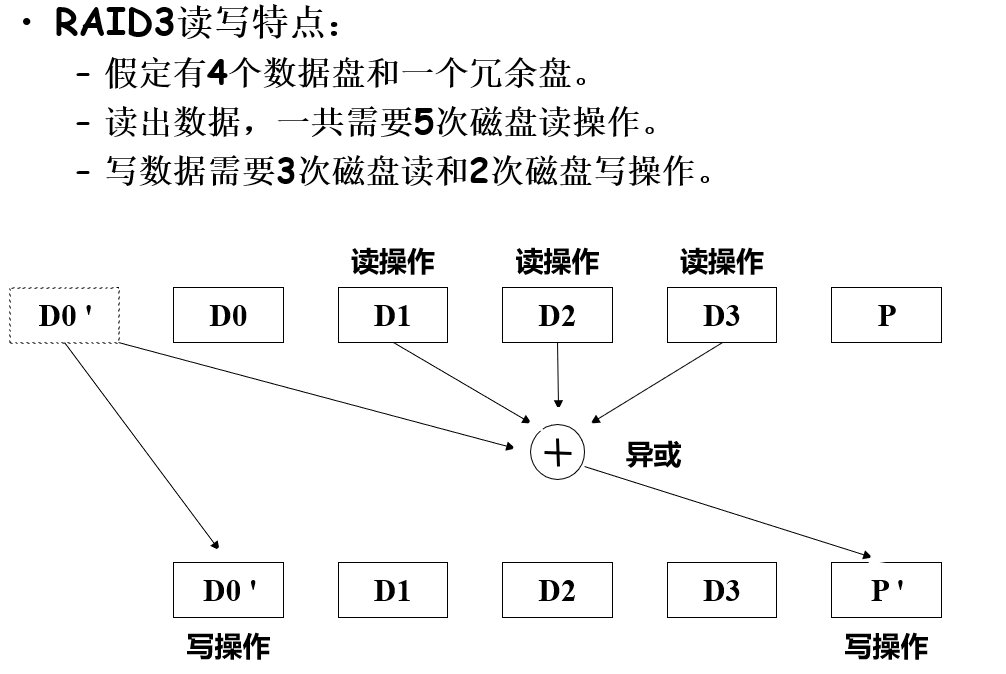 • RAID3读写特点：
– 假定有4个数据盘和一个冗余盘。
– 读出数据，一共需要5次磁盘读操作。
– 写数据需要3次磁盘读和2次磁盘写操作。
读操作 读操作 读操作
D0 ' D0 D1 D2 D3 P
+ 异或
D0 ' D1 D2 D3 P '
写操作 写操作